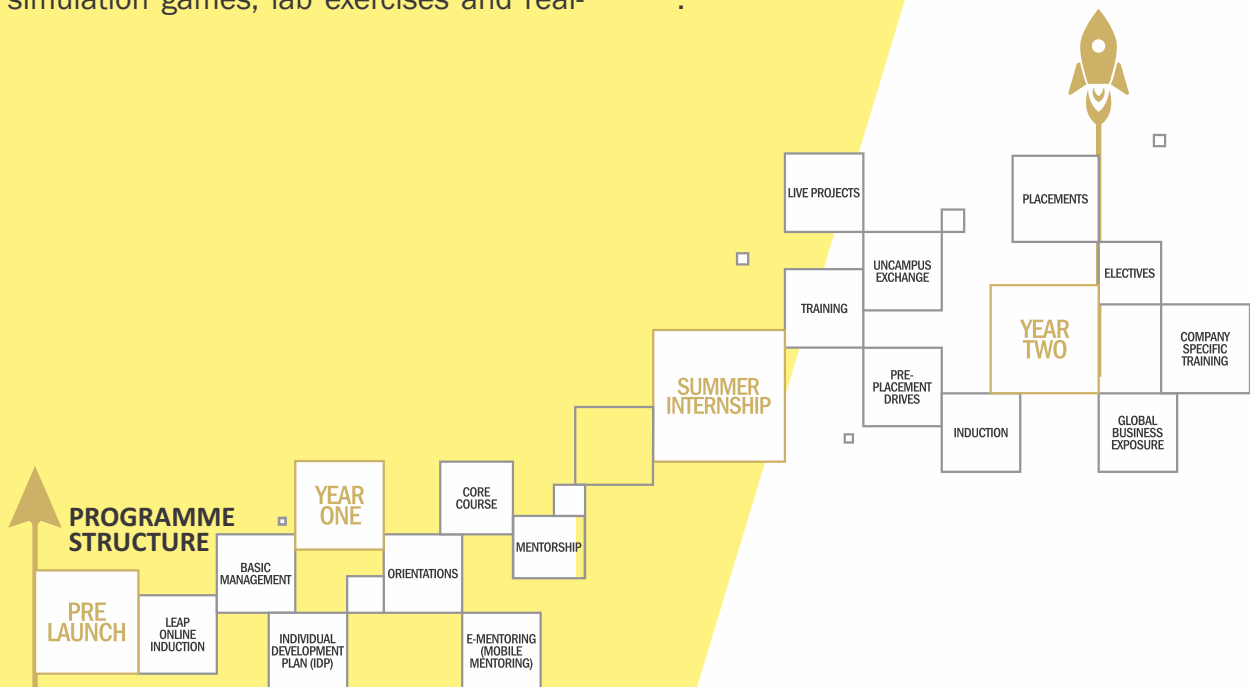 simulation games, lab exercises and real-
.
PROGRAMME
STRUCTURE
PRE
LAUNCH
LEAP
ONLINE
INDUCTION
BASIC
MANAGEMENT
INDIVIDUAL
DEVELOPMENT
PLAN (IDP)
YEAR
ONE
ORIENTATIONS
CORE
COURSE
E-MENTORING
(MOBILE
MENTORING)
MENTORSHIP
SUMMER
INTERNSHIP
LIVE PROJECTS
TRAINING
UNCAMPUS
EXCHANGE
PRE-
PLACEMENT
DRIVES
INDUCTION
YEAR
TWO
PLACEMENTS
ELECTIVES
COMPANY
SPECIFIC
TRAINING
GLOBAL
BUSINESS
EXPOSURE